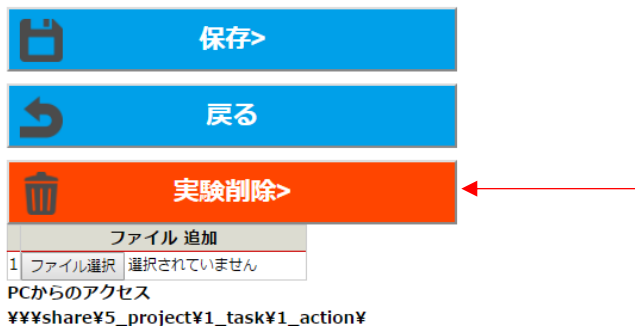 保存>
戻る
実験削除>
ファイル 追加
1 ファイル選択 選択されていません
PCからのアクセス
¥¥¥share¥5_project¥1_task¥1_action¥